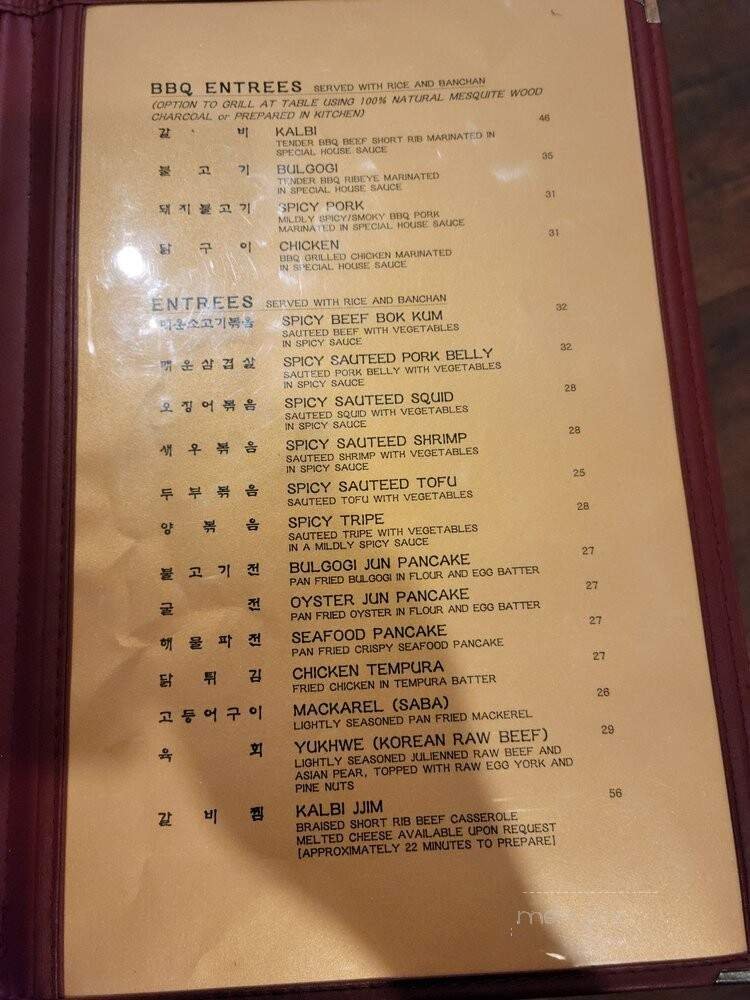 BBQ ENTREES SERVED WITH RICE AND BANCHAN
(OPTION TO GRILL AT TABLE USING 100% NATURAL MESQUITE WOOD
CHARCOAL or PREPARED IN KITCHEN)
갈비 KALBI 46
TENDER BBQ BEEF SHORT RIB MARINATED IN
SPECIAL HOUSE SAUCE
불고기 BULGOGI 35
TENDER BBQ RIBEYE MARINATED
IN SPECIAL HOUSE SAUCE
돼지불고기 SPICY PORK 31
MILDLY SPICY/SMOKY BBQ PORK
MARINATED IN SPECIAL HOUSE SAUCE
닭구이 CHICKEN 31
BBQ GRILLED CHICKEN MARINATED
IN SPECIAL HOUSE SAUCE
ENTREES SERVED WITH RICE AND BANCHAN
매운소고기볶음 SPICY BEEF BOK KUM 32
SAUTEED BEEF WITH VEGETABLES
IN SPICY SAUCE
매운삼겹살 SPICY SAUTEED PORK BELLY 32
SAUTEED PORK BELLY WITH VEGETABLES
IN SPICY SAUCE
오징어볶음 SPICY SAUTEED SQUID 28
SAUTEED SQUID WITH VEGETABLES
IN SPICY SAUCE
새우볶음 SPICY SAUTEED SHRIMP 28
SAUTEED SHRIMP WITH VEGETABLES
IN SPICY SAUCE
두부볶음 SPICY SAUTEED TOFU 25
SAUTEED TOFU WITH VEGETABLES
양볶음 SPICY TRIPE 28
SAUTEED TRIPE WITH VEGETABLES
IN A MILDLY SPICY SAUCE
불고기전 BULGOGI JUN PANCAKE 27
PAN FRIED BULGOGI IN FLOUR AND EGG BATTER
굴전 OYSTER JUN PANCAKE 27
PAN FRIED OYSTER IN FLOUR AND EGG BATTER
해물파전 SEAFOOD PANCAKE 27
PAN FRIED CRISPY SEAFOOD PANCAKE
닭튀김 CHICKEN TEMPURA 27
FRIED CHICKEN IN TEMPURA BATTER
고등어구이 MACKAREL (SABA) 26
LIGHTLY SEASONED PAN FRIED MACKEREL
육회 YUKHWE (KOREAN RAW BEEF) 29
LIGHTLY SEASONED JULIENNED RAW BEEF AND
ASIAN PEAR, TOPPED WITH RAW EGG YORK AND
PINE NUTS
갈비찜 KALBI JJIM 56
BRAISED SHORT RIB BEEF CASSEROLE
MELTED CHEESE AVAILABLE UPON REQUEST
[APPROXIMATELY 22 MINUTES TO PREPARE]